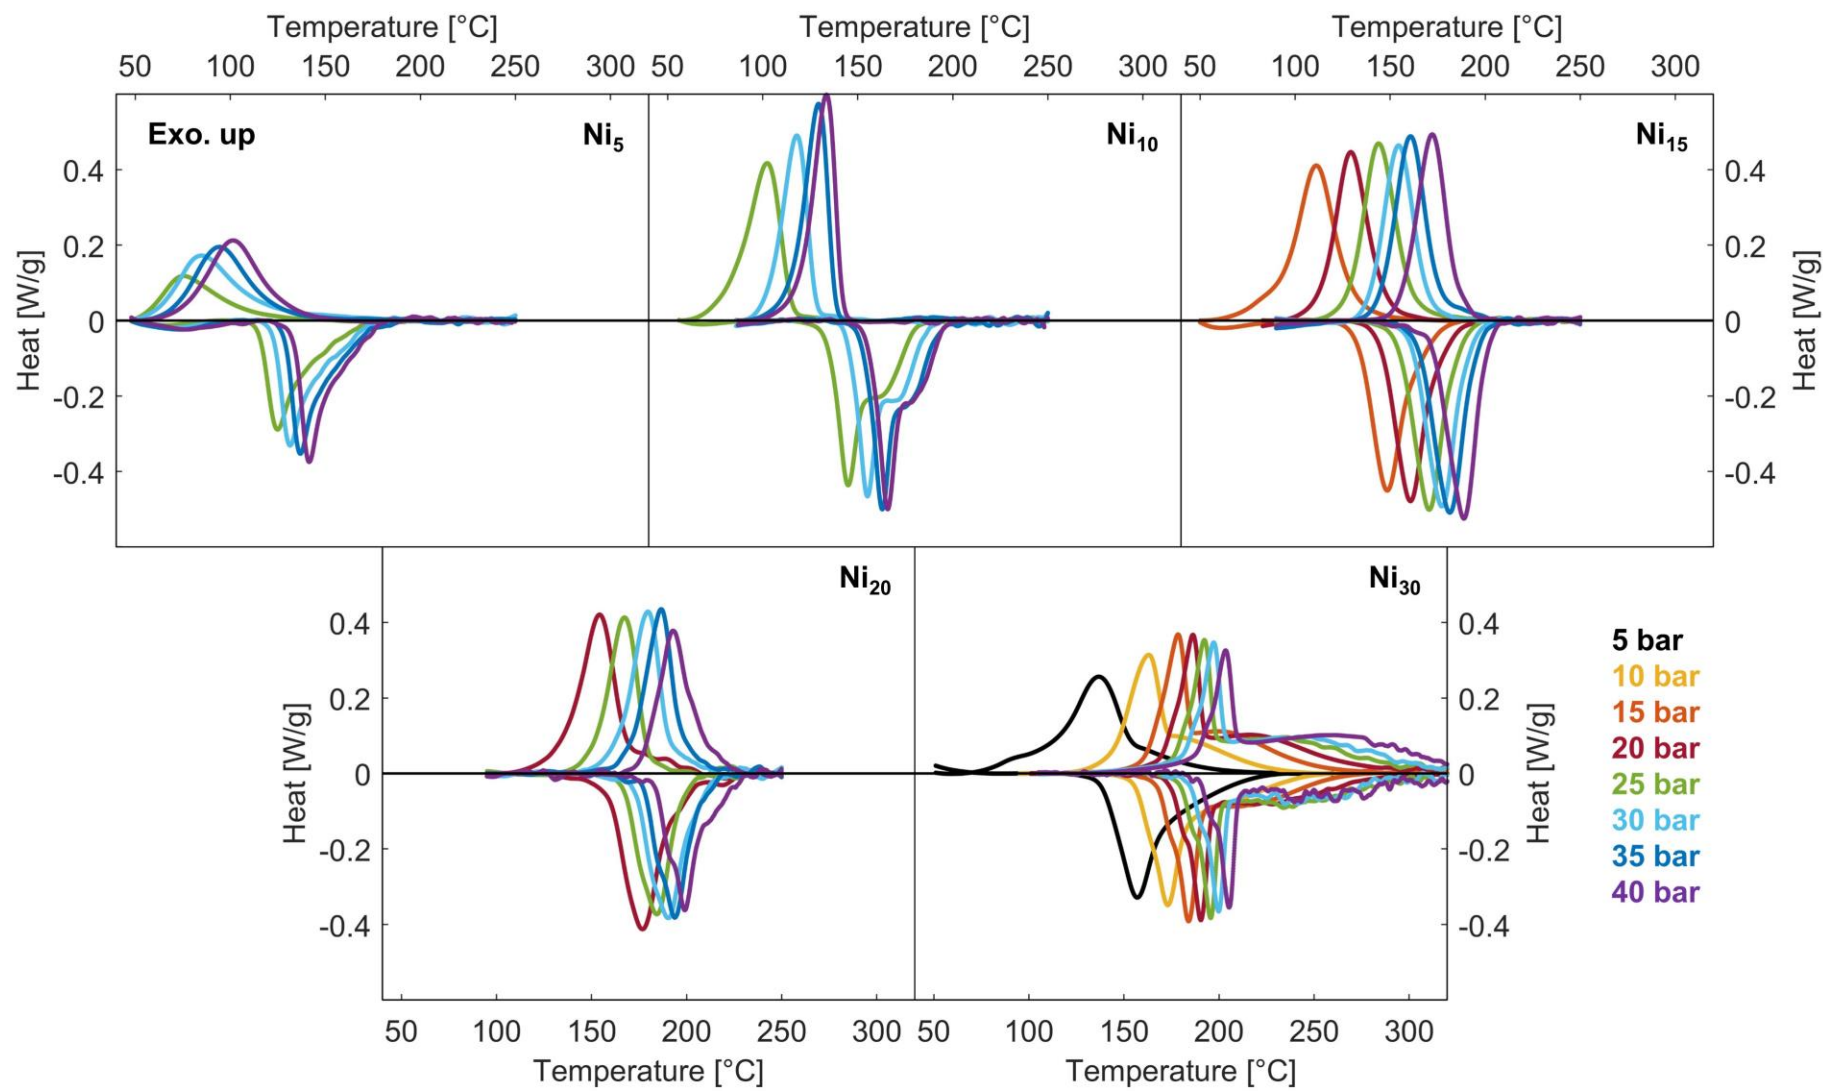 Temperature [°C] Temperature [°C] Temperature [°C]
50 100 150 200 250 300 50 100 150 200 250 300 50 100 150 200 250 300
Exo. up Ni5 Ni10 Ni15
0.4 0.4
0.2 0.2
0 0
-0.2 -0.2
-0.4 -0.4
Heat [W/g]
Heat [W/g]
Ni20 Ni30
0.4 0.4
0.2 0.2
0 0
-0.2 -0.2
-0.4 -0.4
Heat [W/g]
Heat [W/g]
5 bar
10 bar
15 bar
20 bar
25 bar
30 bar
35 bar
40 bar
50 100 150 200 250 300 50 100 150 200 250 300
Temperature [°C] Temperature [°C]